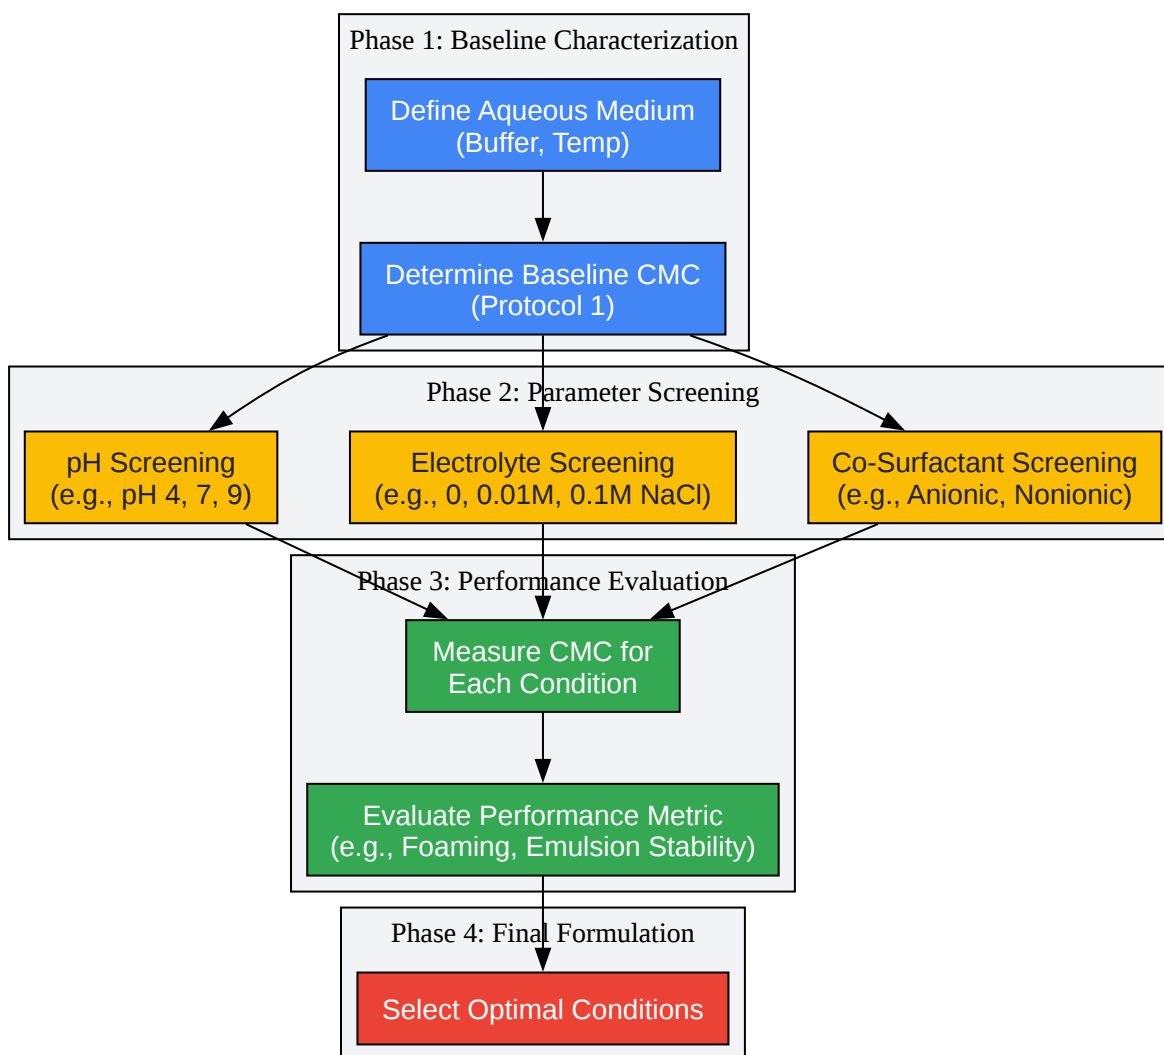 Phase 1: Baseline Characterization
Define Aqueous Medium
(Buffer, Temp)
Determine Baseline CMC
(Protocol 1)
Phase 2: Parameter Screening
pH Screening
(e.g., pH 4, 7, 9)
Electrolyte Screening
(e.g., 0, 0.01M, 0.1M NaCl)
Co-Surfactant Screening
(e.g., Anionic, Nonionic)
Phase 3: Performance Evaluation
Measure CMC for
Each Condition
Evaluate Performance Metric
(e.g., Foaming, Emulsion Stability)
Phase 4: Final Formulation
Select Optimal Conditions